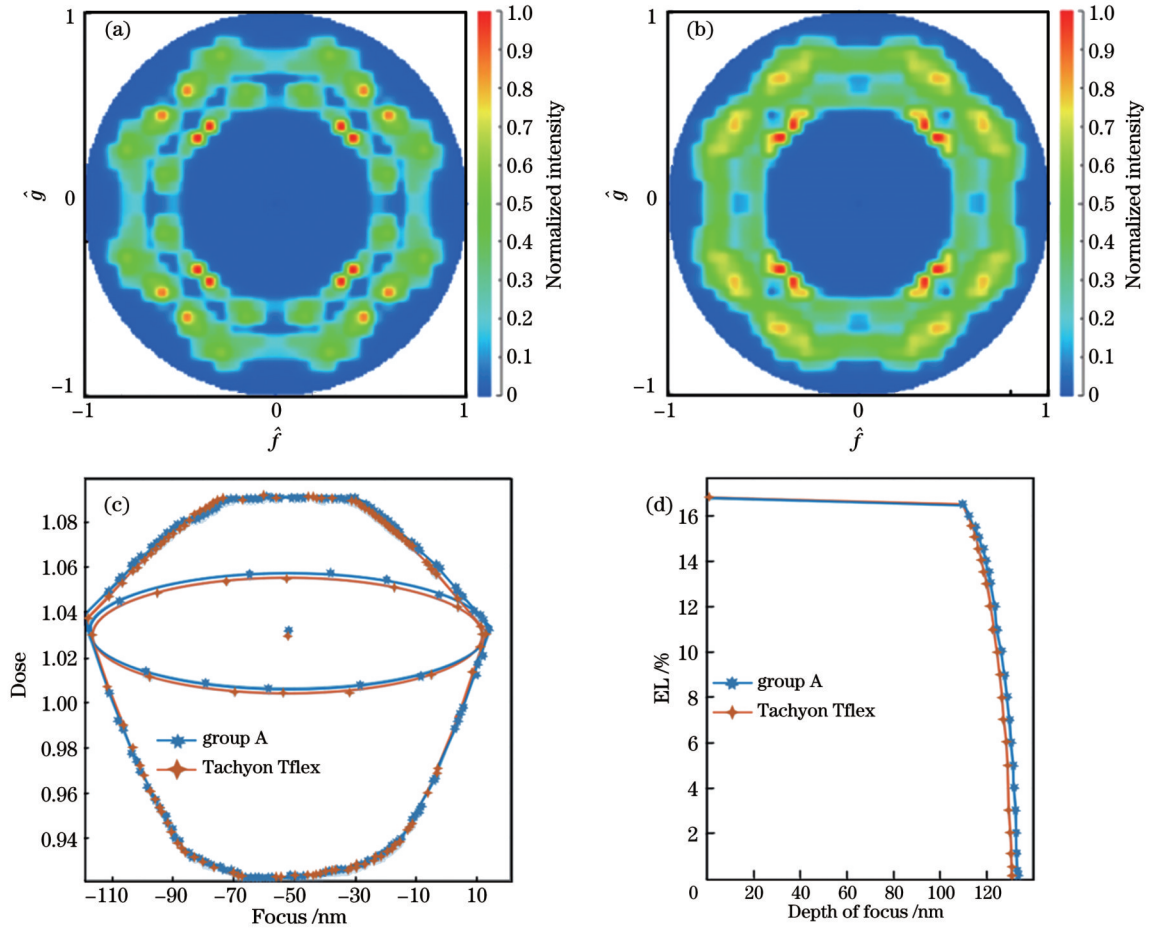 (a)
1
0
−1
ĝ
−1
0
1
f̂
1.0
0.9
0.8
0.7
0.6
0.5
0.4
0.3
0.2
0.1
0
Normalized intensity
(b)
1
0
−1
ĝ
−1
0
1
f̂
1.0
0.9
0.8
0.7
0.6
0.5
0.4
0.3
0.2
0.1
0
Normalized intensity
(c)
1.08
1.06
1.04
1.02
1.00
0.98
0.96
0.94
Dose
group A
Tachyon Tflex
−110 −90 −70 −50 −30 −10 10
Focus /nm
(d)
16
14
12
10
8
6
4
2
0
EL /%
group A
Tachyon Tflex
20 40 60 80 100 120
Depth of focus /nm